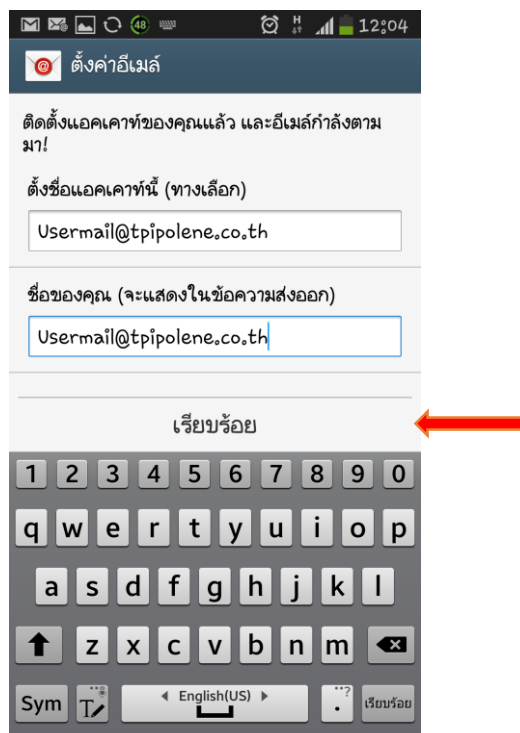 48
H
12:04
ตั้งค่าอีเมล์
ติดตั้งแอคเคาท์ของคุณแล้ว และอีเมล์กำลังตาม
มา!
ตั้งชื่อแอคเคาท์นี้ (ทางเลือก)
Usermail@tpipolene.co.th
ชื่อของคุณ (จะแสดงในข้อความส่งออก)
Usermail@tpipolene.co.th
เรียบร้อย
1 2 3 4 5 6 7 8 9 0
q w e r t y u i o p
a s d f g h j k l
z x c v b n m
Sym T English(US) . ,,? เรียบร้อย